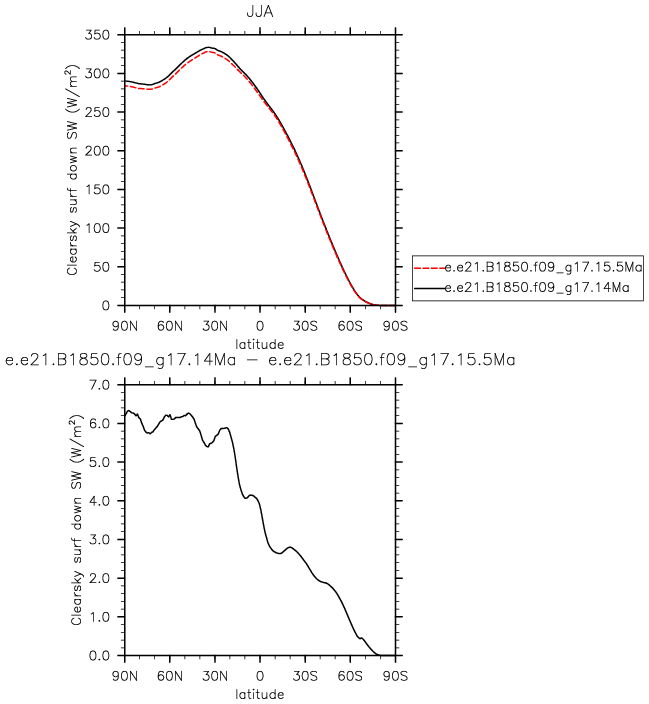 JJA
350
300
250
200
150
100
50
0
Clearsky surf down SW (W/m²)
90N 60N 30N 0 30S 60S 90S
latitude
e.e21.B1850.f09_g17.15.5Ma
e.e21.B1850.f09_g17.14Ma
e.e21.B1850.f09_g17.14Ma − e.e21.B1850.f09_g17.15.5Ma
7.0
6.0
5.0
4.0
3.0
2.0
1.0
0.0
Clearsky surf down SW (W/m²)
90N 60N 30N 0 30S 60S 90S
latitude